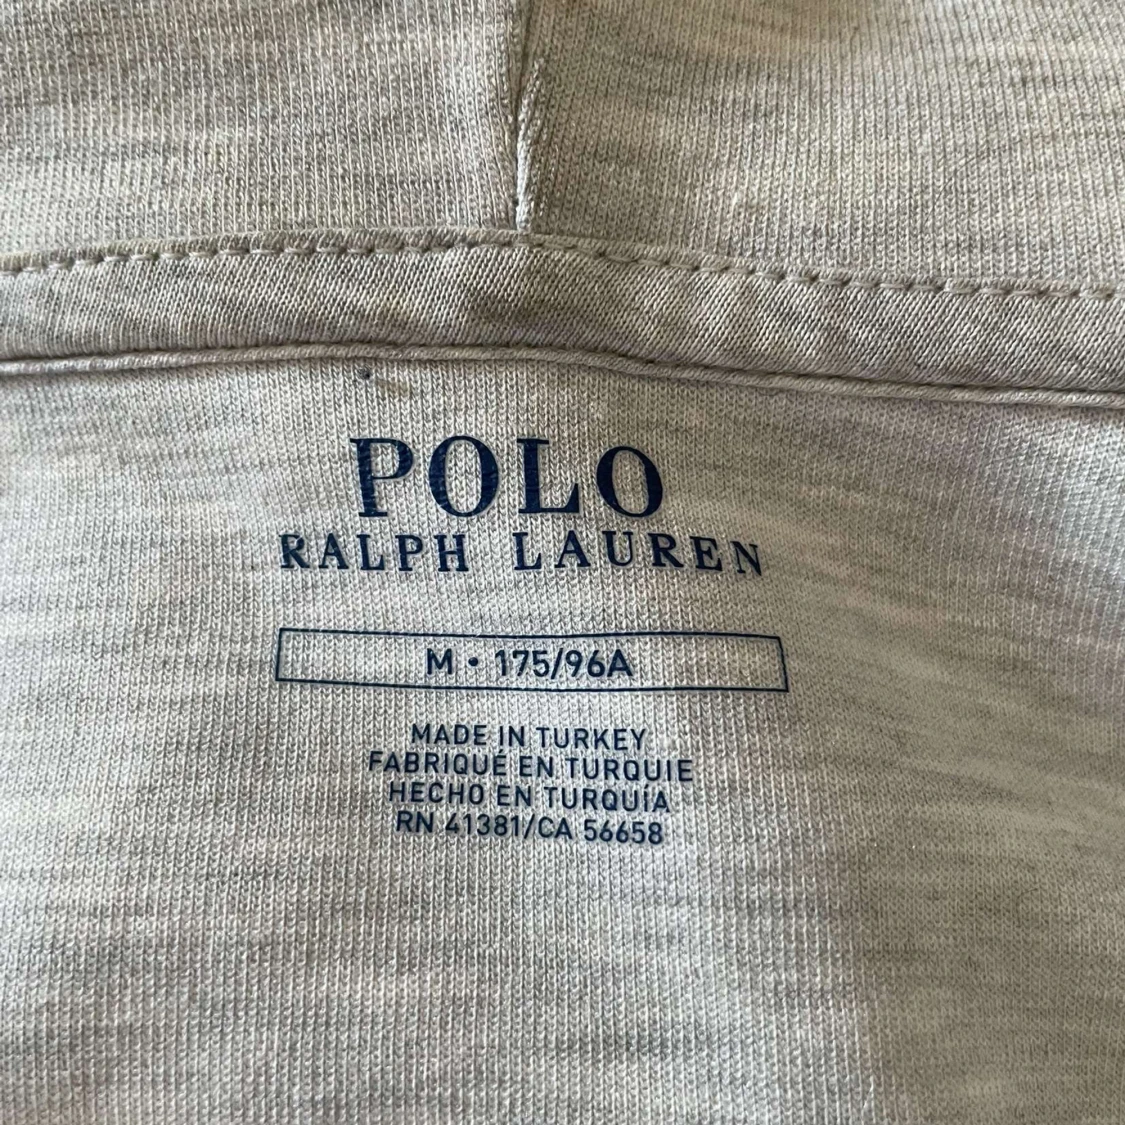 POLO
RALPH LAUREN
M • 175/96A
MADE IN TURKEY
FABRIQUÉ EN TURQUIE
HECHO EN TURQUÍA
RN 41381/CA 56658